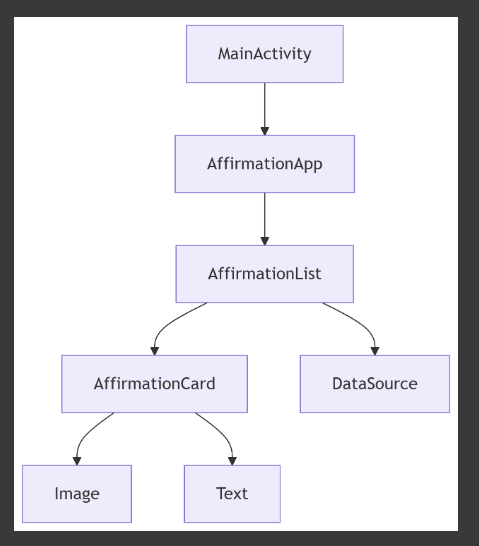 MainActivity
AffirmationApp
AffirmationList
AffirmationCard
DataSource
Image
Text